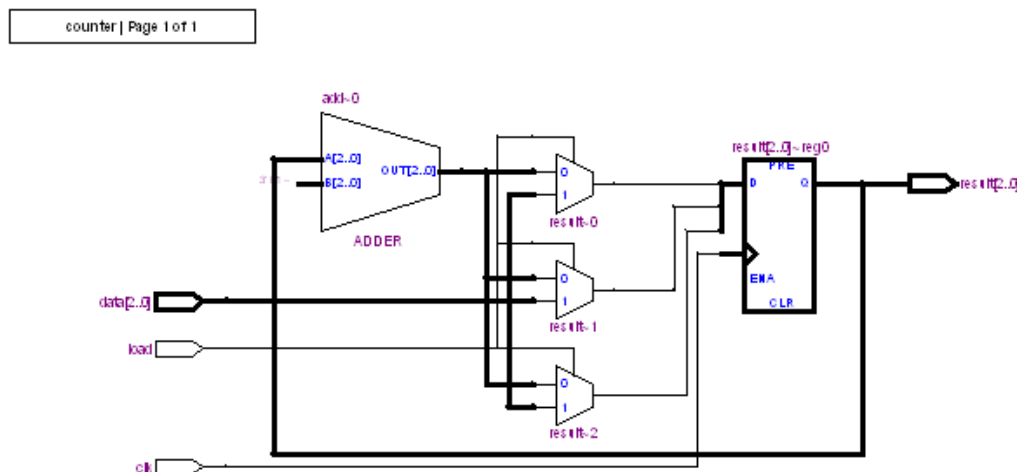 counter | Page 1 of 1
add~0
A[2..0]
B[2..0]
OUT[2..0]
ADDER
0
1
result~0
0
1
result~1
0
1
result~2
result[2..0]~reg0
PRE
D
Q
ENA
CLR
result[2..0]
data[2..0]
load
clk